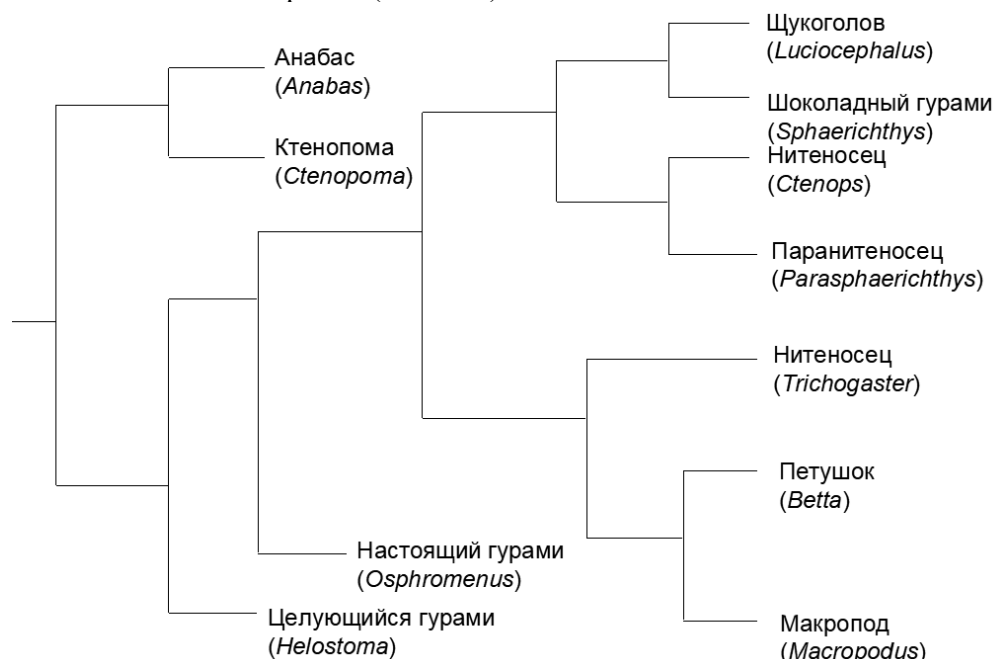 Щукоголов
(Luciocephalus)
Анабас
(Anabas)
Шоколадный гурами
(Sphaerichthys)
Ктенопома
(Ctenopoma)
Нитеносец
(Ctenops)
Паранитеносец
(Parasphaerichthys)
Нитеносец
(Trichogaster)
Петушок
(Betta)
Настоящий гурами
(Osphromenus)
Целующийся гурами
(Helostoma)
Макропод
(Macropodus)